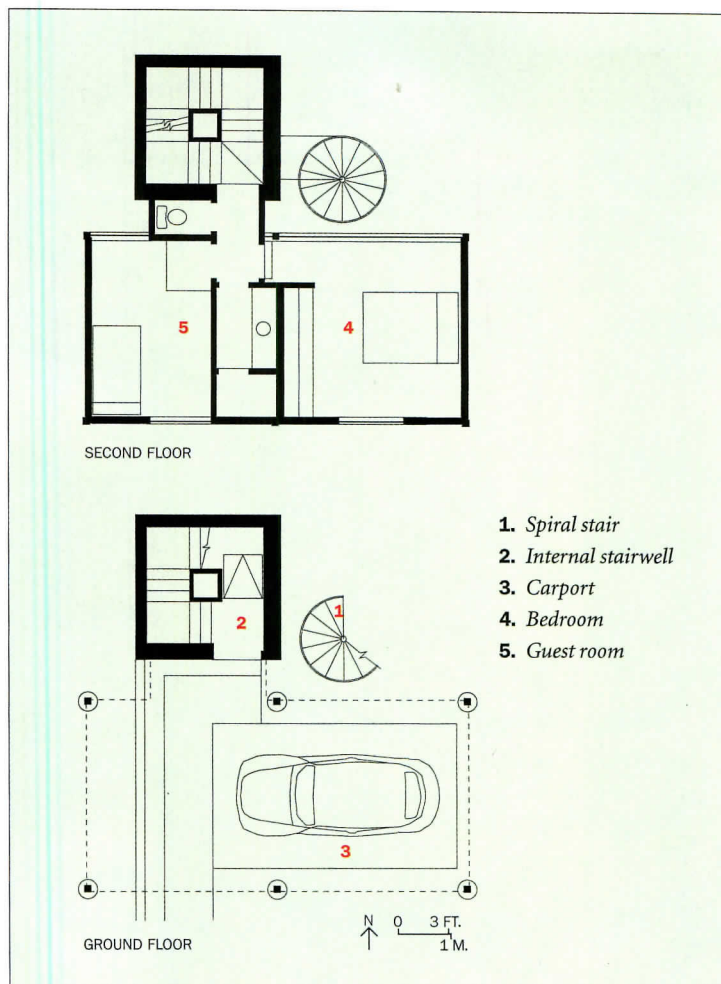 5
4
SECOND FLOOR
1
2
3
1. Spiral stair
2. Internal stairwell
3. Carport
4. Bedroom
5. Guest room
N 0 3 FT.
1 M.
GROUND FLOOR